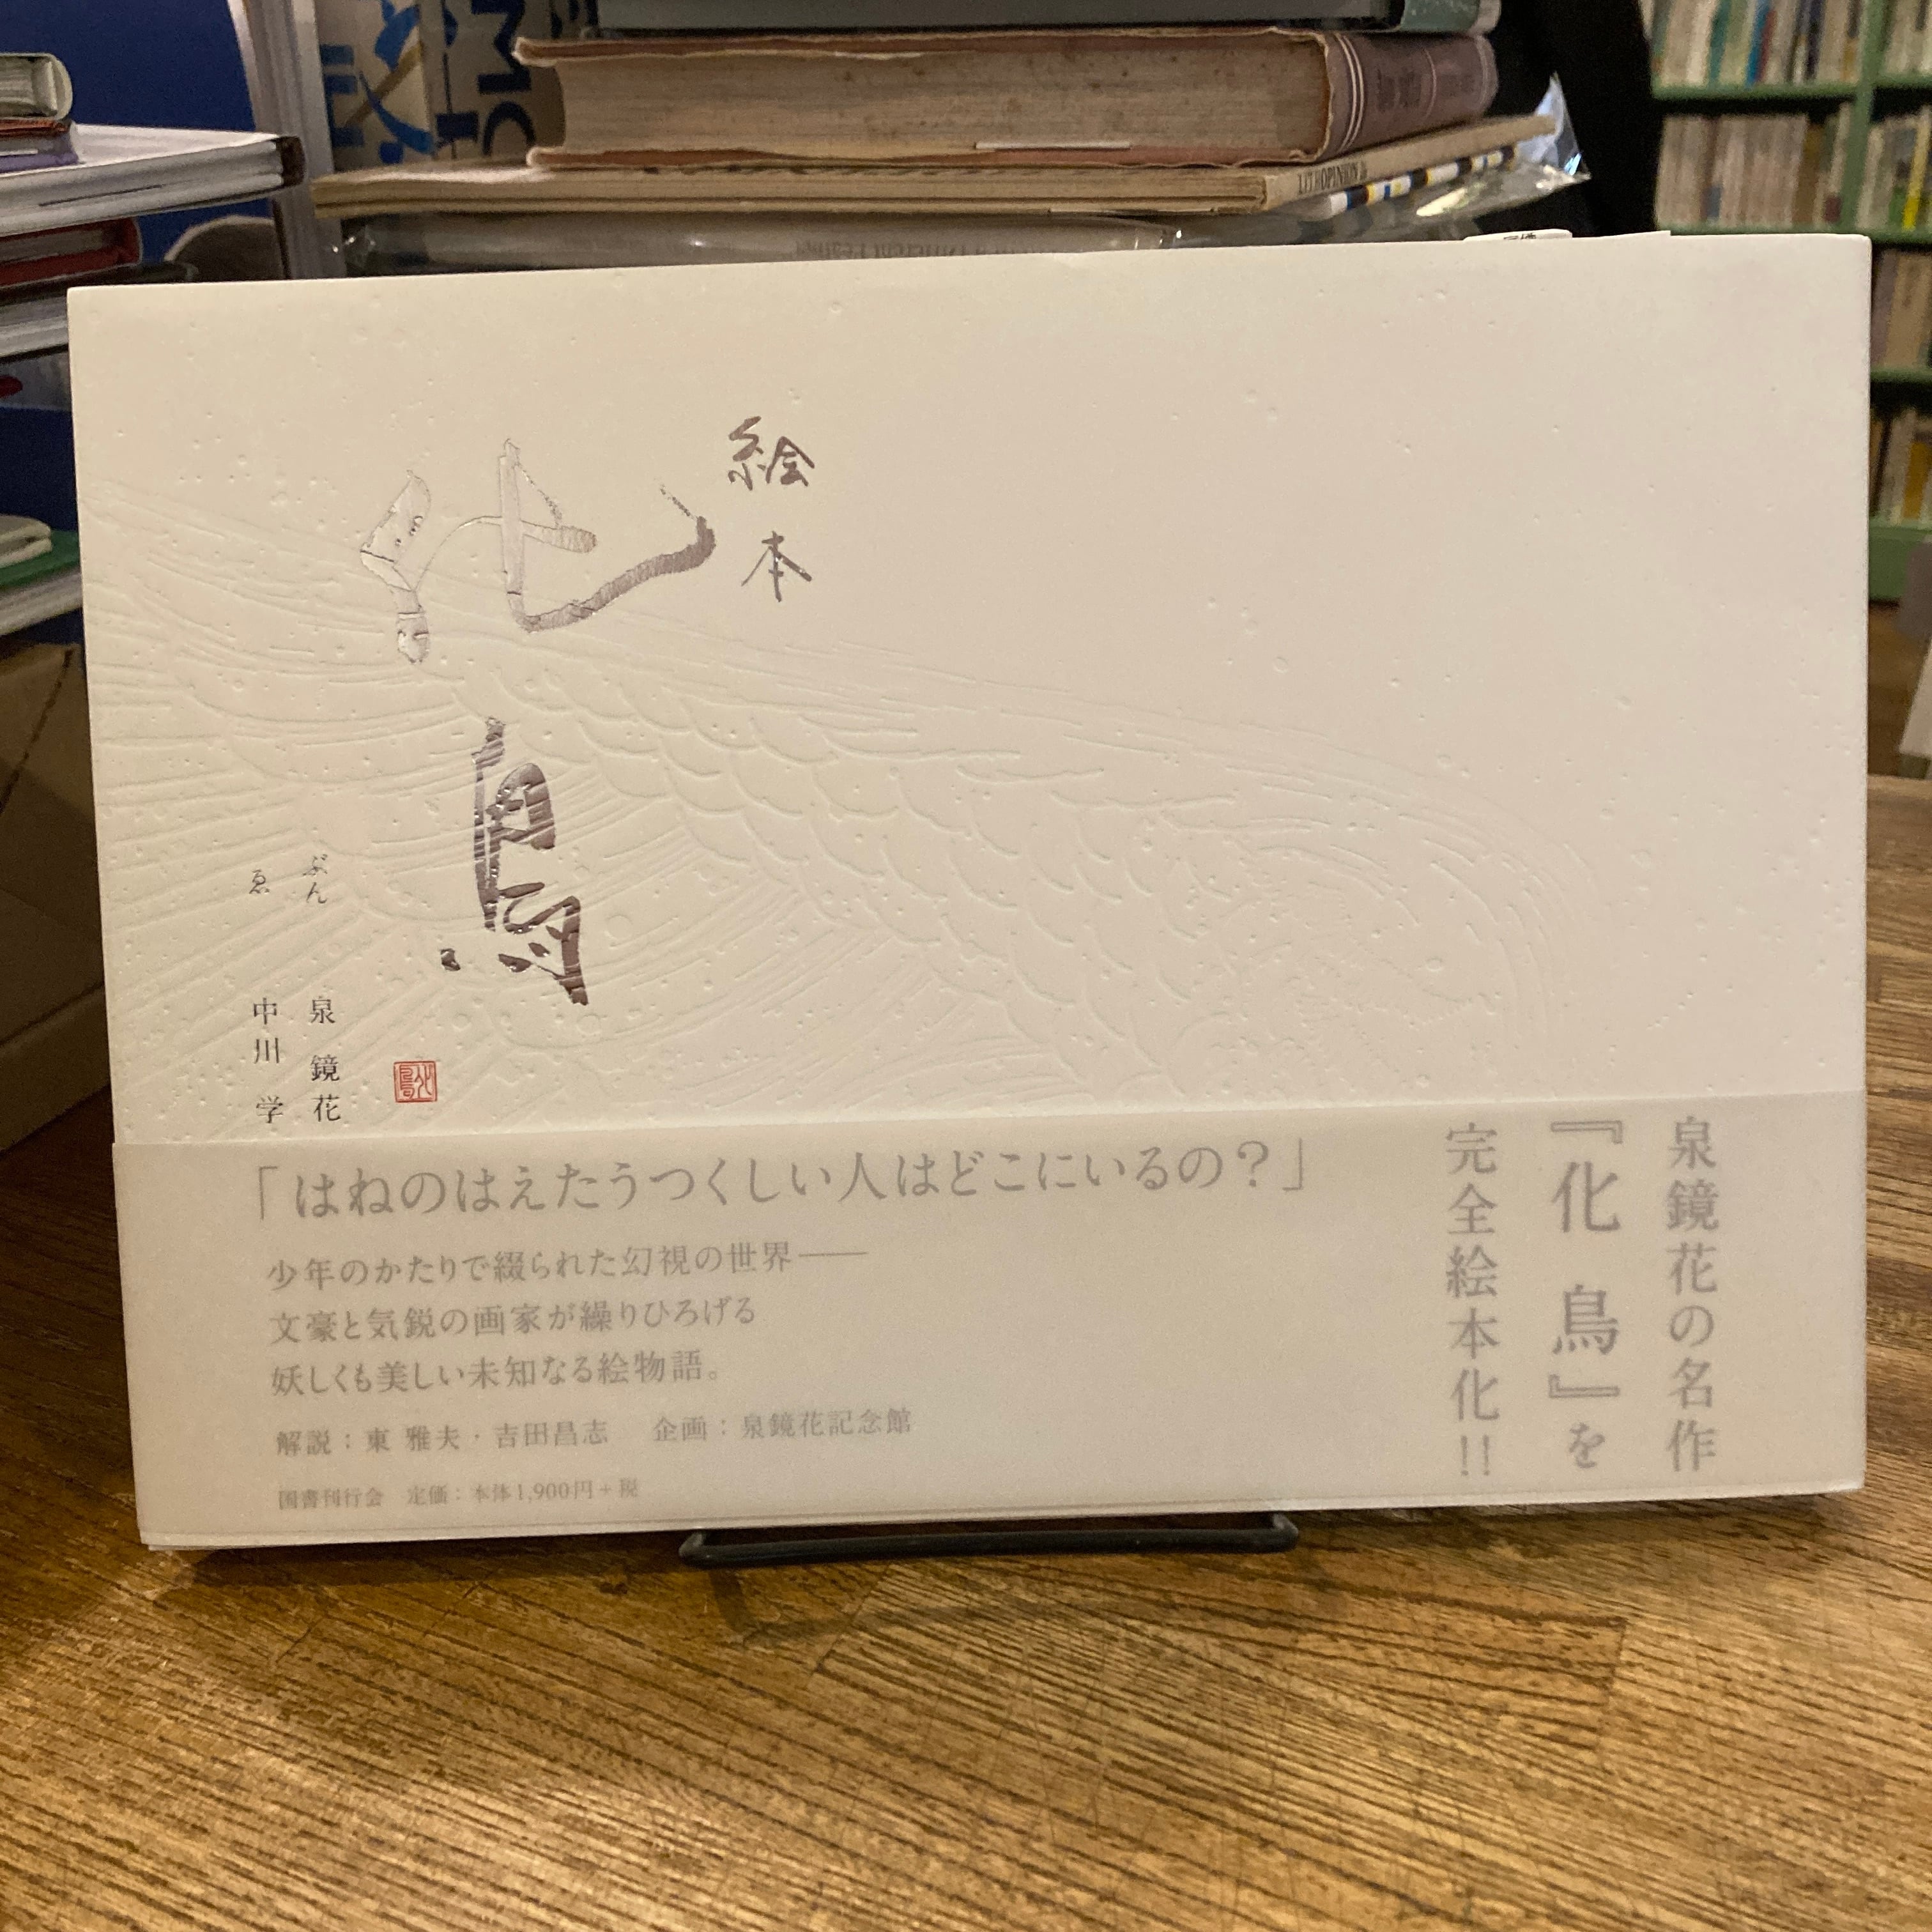 LITHOPINION
絵本
化鳥
ぶん
泉 鏡花
ゑ
中川 学
泉鏡花の名作
『化鳥』を
完全絵本化!!
「はねのはえたうつくしい人はどこにいるの？」
少年のかたりで綴られた幻視の世界――
文豪と気鋭の画家が繰りひろげる
妖しくも美しい未知なる絵物語。
解説：東 雅夫・吉田昌志　企画：泉鏡花記念館
国書刊行会　定価：本体1,900円＋税